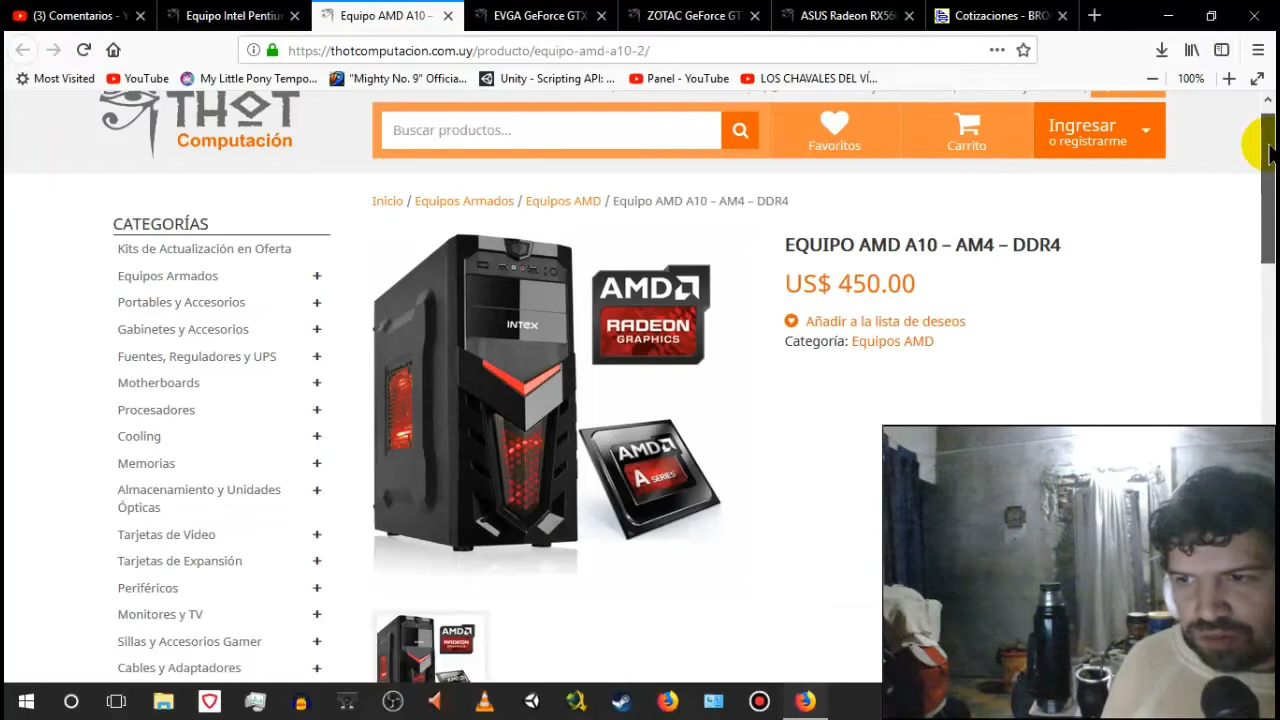 (3) Comentarios - Y
Equipo Intel Pentiu
Equipo AMD A10 –
EVGA GeForce GTX
ZOTAC GeForce GT
ASUS Radeon RX56
Cotizaciones - BRO
https://thotcomputacion.com.uy/producto/equipo-amd-a10-2/
Most Visited
YouTube
My Little Pony Tempo...
"Mighty No. 9" Official...
Unity - Scripting API: ...
Panel - YouTube
LOS CHAVALES DEL VÍ...
100%
THOT
Computación
Buscar productos...
Favoritos
Carrito
Ingresar
o registrarme
Inicio / Equipos Armados / Equipos AMD / Equipo AMD A10 – AM4 – DDR4
CATEGORÍAS
Kits de Actualización en Oferta
Equipos Armados +
Portables y Accesorios +
Gabinetes y Accesorios +
Fuentes, Reguladores y UPS +
Motherboards +
Procesadores +
Cooling +
Memorias +
Almacenamiento y Unidades +
Ópticas
Tarjetas de Video +
Tarjetas de Expansión +
Periféricos +
Monitores y TV +
Sillas y Accesorios Gamer +
Cables y Adaptadores +
INTEX
AMD
RADEON
GRAPHICS
AMD
A SERIES
EQUIPO AMD A10 – AM4 – DDR4
US$ 450.00
Añadir a la lista de deseos
Categoría: Equipos AMD
AMD
RADEON